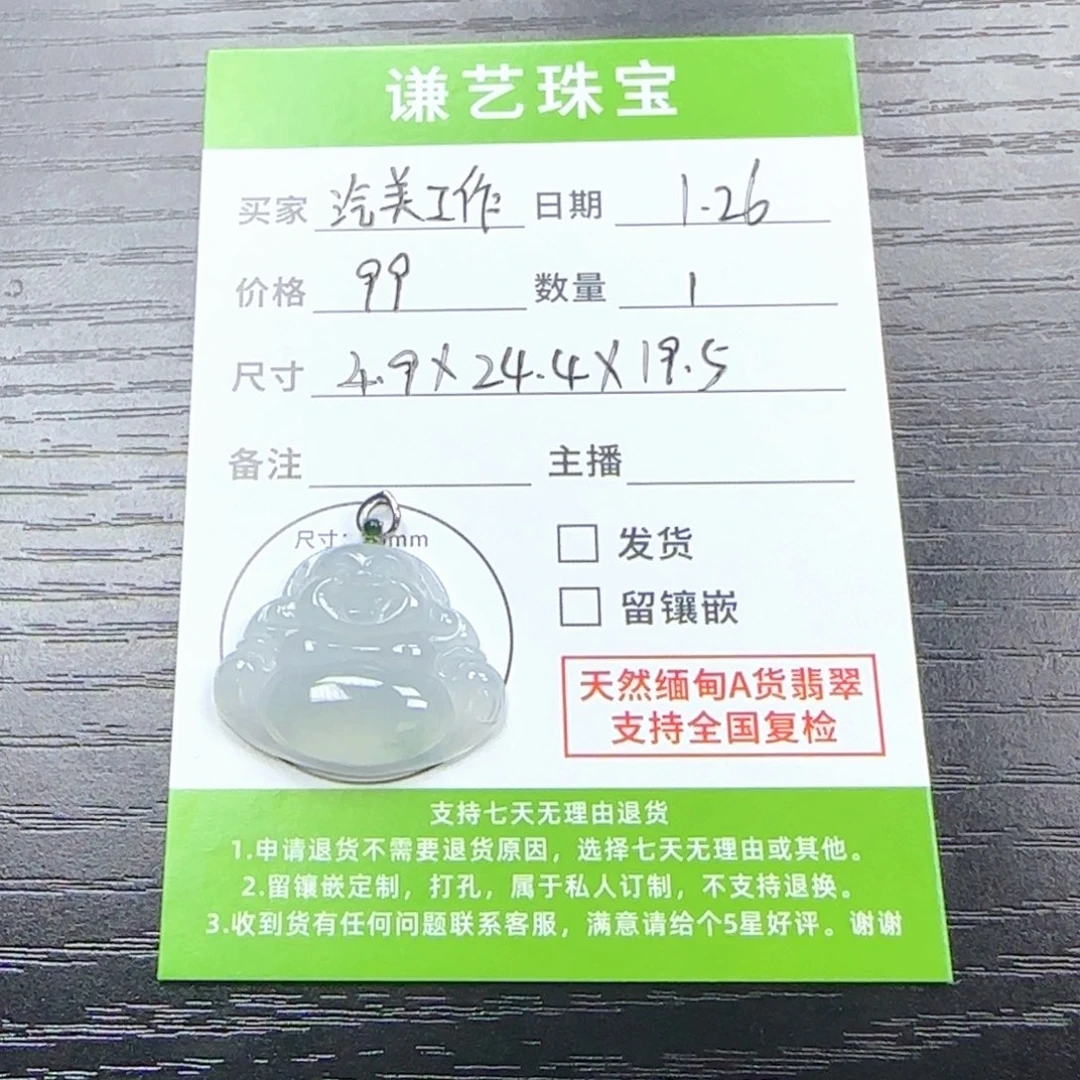 谦艺珠宝
买家 汽美工作 日期 1.26
价格 99 数量 1
尺寸 4.9X24.4X19.5
备注 主播
尺寸: mm
发货
留镶嵌
天然缅甸A货翡翠
支持全国复检
支持七天无理由退货
1.申请退货不需要退货原因，选择七天无理由或其他。
2.留镶嵌定制，打孔，属于私人订制，不支持退换。
3.收到货有任何问题联系客服，满意请给个5星好评。谢谢